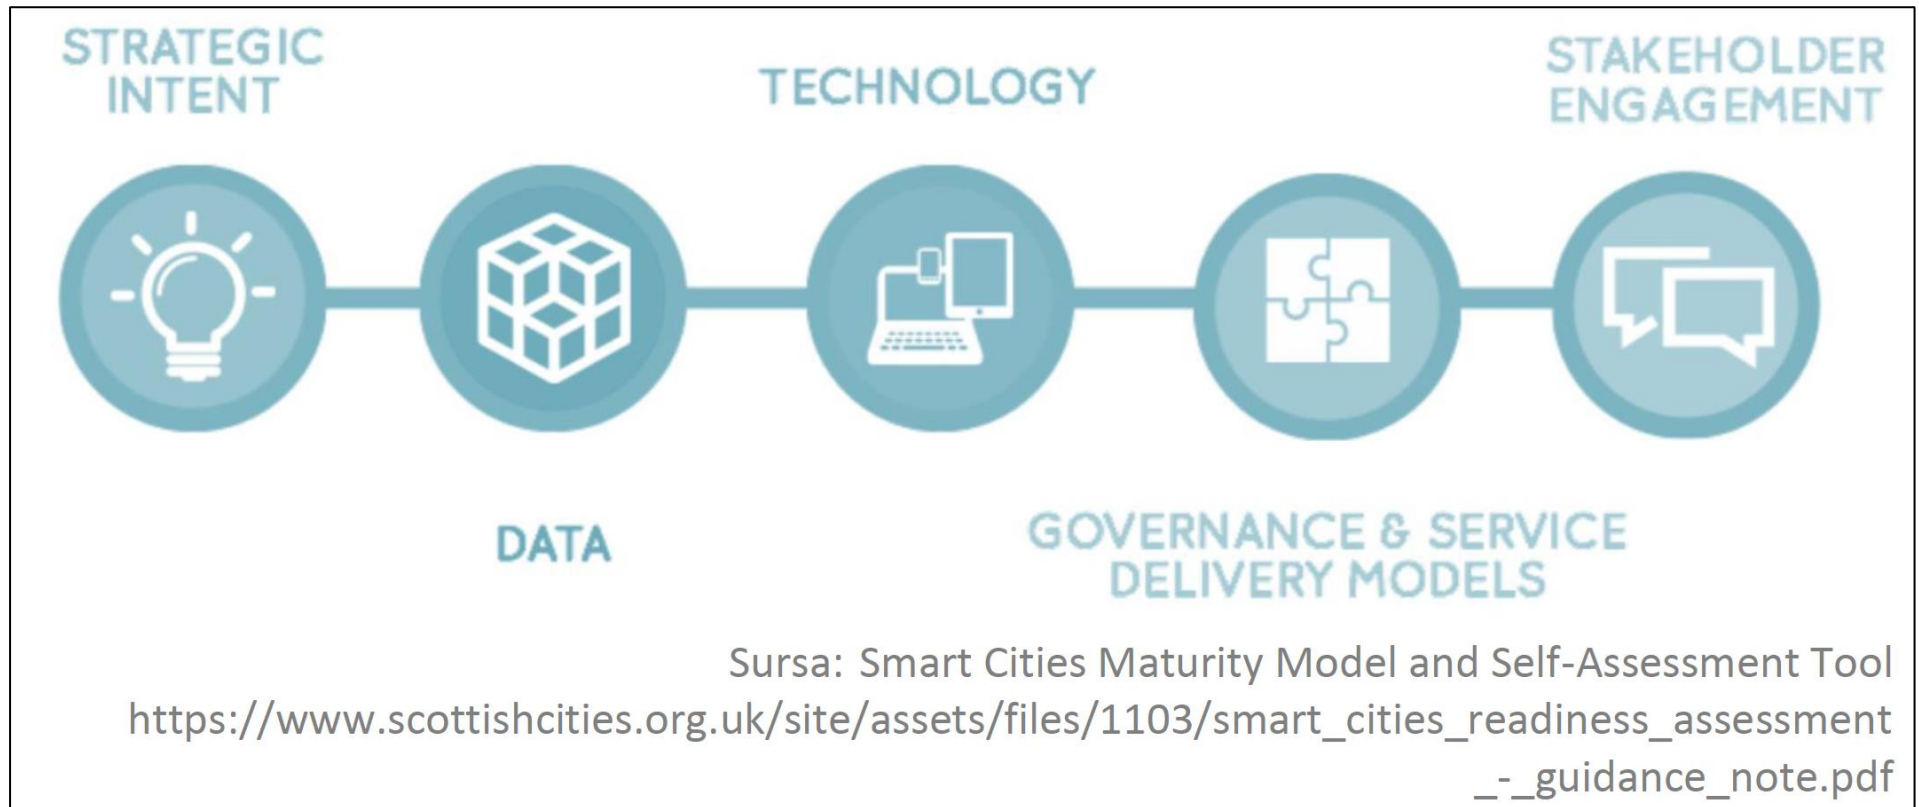 STRATEGIC
INTENT
TECHNOLOGY
STAKEHOLDER
ENGAGEMENT
DATA
GOVERNANCE & SERVICE
DELIVERY MODELS
Sursa: Smart Cities Maturity Model and Self-Assessment Tool
https://www.scottishcities.org.uk/site/assets/files/1103/smart_cities_readiness_assessment
_-_guidance_note.pdf